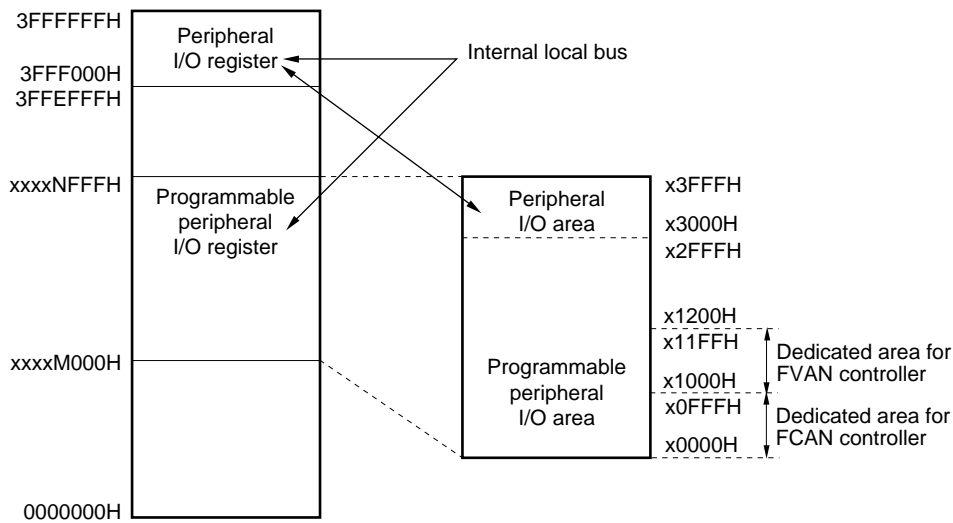 3FFFFFFH
Peripheral
I/O register
3FFF000H
3FFEFFFH
Internal local bus
xxxxNFFFH
Programmable
peripheral
I/O register
xxxxM000H
0000000H
Peripheral
I/O area
x3FFFH
x3000H
x2FFFH
Programmable
peripheral
I/O area
x1200H
x11FFH
x1000H
x0FFFH
x0000H
Dedicated area for
FVAN controller
Dedicated area for
FCAN controller